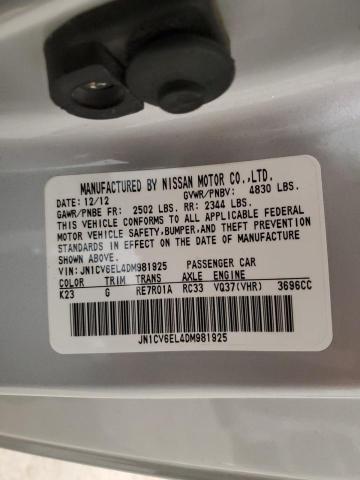 MANUFACTURED BY NISSAN MOTOR CO.,LTD.
DATE: 12/12 GVWR/PNBV: 4830 LBS.
GAWR/PNBE FR: 2502 LBS. RR: 2344 LBS.
THIS VEHICLE CONFORMS TO ALL APPLICABLE FEDERAL
MOTOR VEHICLE SAFETY, BUMPER, AND THEFT PREVENTION
STANDARDS IN EFFECT ON THE DATE OF MANUFACTURE
SHOWN ABOVE.
VIN: JN1CV6EL4DM981925 PASSENGER CAR
COLOR TRIM TRANS AXLE ENGINE
K23 G RE7R01A RC33 VQ37(VHR) 3696CC
JN1CV6EL4DM981925